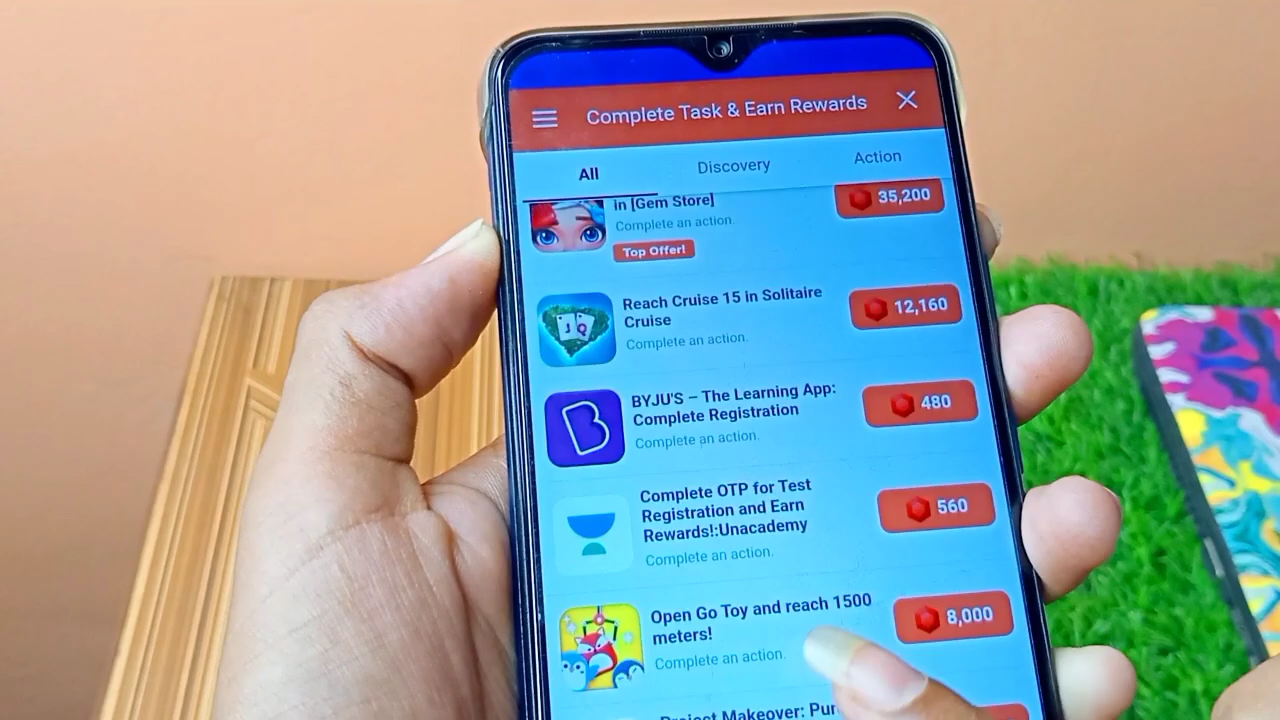 Complete Task & Earn Rewards
All
Discovery
Action
in [Gem Store]
Complete an action.
Top Offer!
35,200
Reach Cruise 15 in Solitaire
Cruise
Complete an action.
12,160
J Q
BYJU'S – The Learning App:
Complete Registration
Complete an action.
480
B
Complete OTP for Test
Registration and Earn
Rewards!:Unacademy
Complete an action.
560
Open Go Toy and reach 1500
meters!
Complete an action.
8,000
Project Makeover: Pur